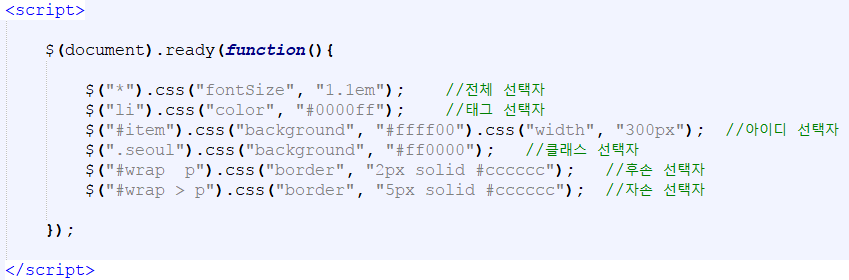 <script>
$(document).ready(function(){
$("*").css("fontSize", "1.1em"); //전체 선택자
$("li").css("color", "#0000ff"); //태그 선택자
$("#item").css("background", "#ffff00").css("width", "300px"); //아이디 선택자
$(".seoul").css("background", "#ff0000"); //클래스 선택자
$("#wrap  p").css("border", "2px solid #cccccc"); //후손 선택자
$("#wrap > p").css("border", "5px solid #cccccc"); //자손 선택자
});
</script>